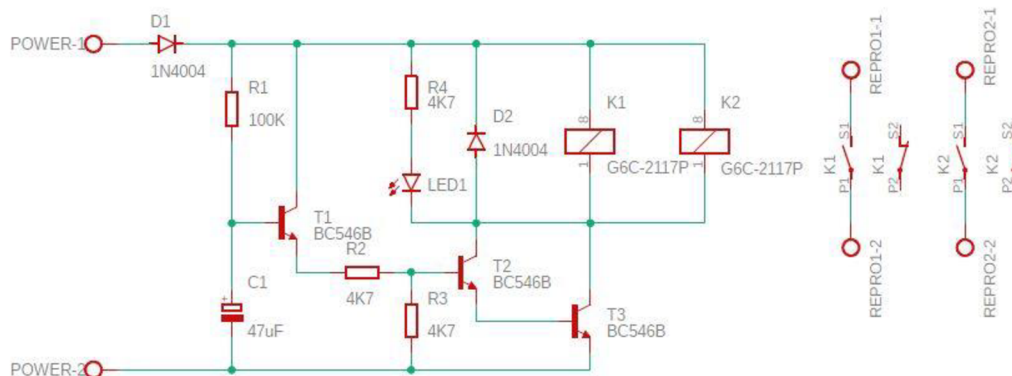 D1
POWER-1
1N4004
R1
100K
R4
4K7
D2
1N4004
LED1
K1
8
1
G6C-2117P
K2
8
1
G6C-2117P
T1
BC546B
R2
4K7
C1
+
47uF
R3
4K7
T2
BC546B
T3
BC546B
POWER-2
REPRO1-1
S1
P1
K1
REPRO1-2
S2
P2
K1
REPRO2-1
S1
P1
K2
REPRO2-2
S2
P2
K2